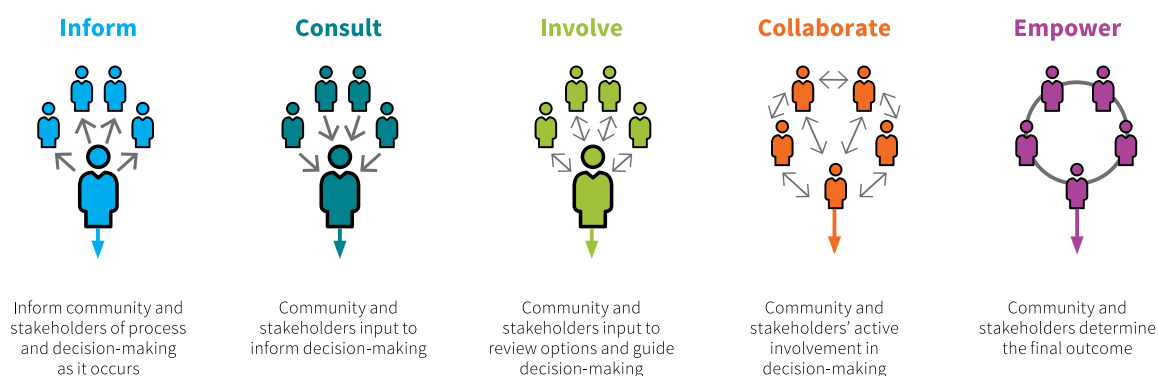 Inform
Consult
Involve
Collaborate
Empower
Inform community and
stakeholders of process
and decision-making
as it occurs
Community and
stakeholders input to
inform decision-making
Community and
stakeholders input to
review options and guide
decision-making
Community and
stakeholders’ active
involvement in
decision-making
Community and
stakeholders determine
the final outcome